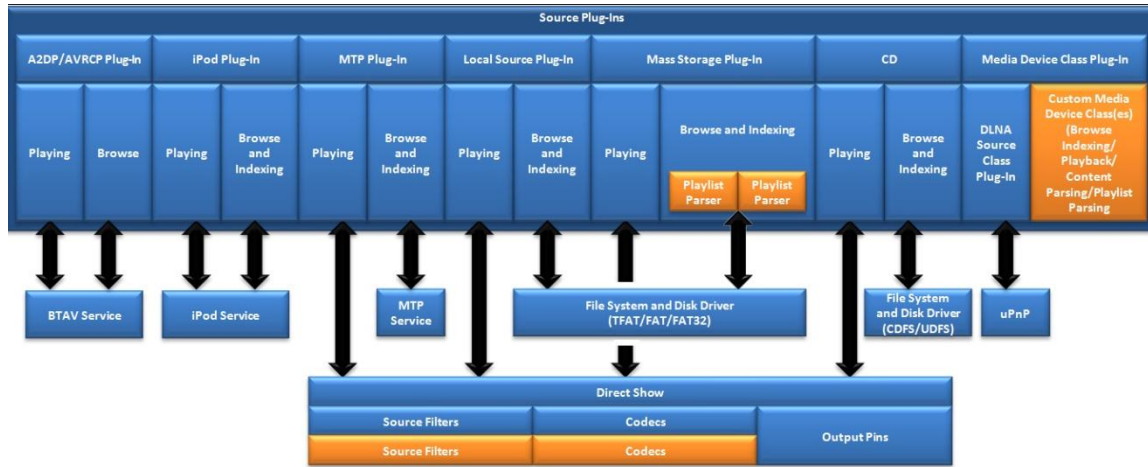 Source Plug-Ins
A2DP/AVRCP Plug-In
iPod Plug-In
MTP Plug-In
Local Source Plug-In
Mass Storage Plug-In
CD
Media Device Class Plug-In
Playing
Browse
Playing
Browse
and
Indexing
Playing
Browse
and
Indexing
Playing
Browse
and
Indexing
Playing
Browse and Indexing
Playlist
Parser
Playlist
Parser
Playing
Browse
and
Indexing
DLNA
Source
Class
Plug-In
Custom Media
Device Class(es)
(Browse
Indexing/
Playback/
Content
Parsing/Playlist
Parsing)
BTAV Service
iPod Service
MTP
Service
File System and Disk Driver
(TFAT/FAT/FAT32)
File System
and Disk Driver
(CDFS/UDFS)
uPnP
Direct Show
Source Filters
Codecs
Output Pins
Source Filters
Codecs